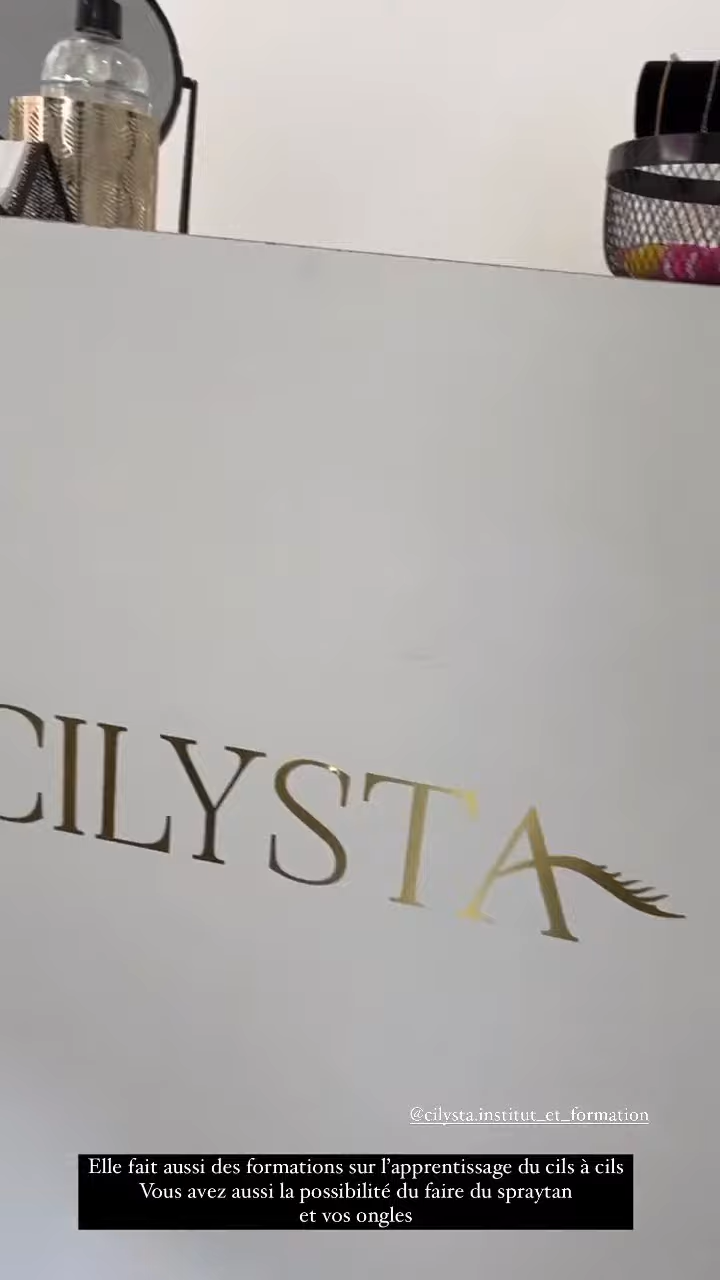 CILYSTA
@cilysta.institut_et_formation
Elle fait aussi des formations sur l’apprentissage du cils à cils
Vous avez aussi la possibilité du faire du spraytan
et vos ongles